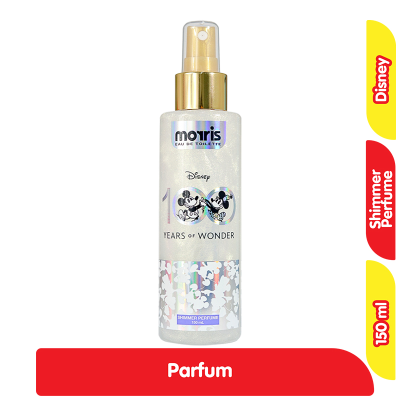 morris
EAU DE TOILETTE
Disney
100
YEARS OF WONDER
SHIMMER PERFUME
Disney
Shimmer
Perfume
150 ml
Parfum